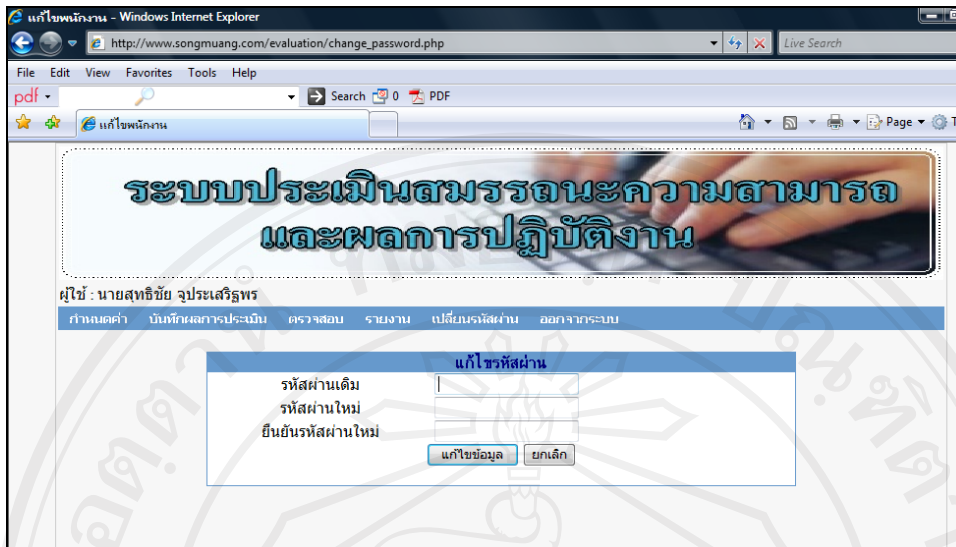 แก้ไขพนักงาน - Windows Internet Explorer
http://www.songmuang.com/evaluation/change_password.php Live Search
File Edit View Favorites Tools Help
pdf Search 0 PDF
แก้ไขพนักงาน Page
ระบบประเมินสมรรถนะความสามารถ
และผลการปฏิบัติงาน
ผู้ใช้ : นายสุทธิชัย จูประเสริฐพร
กำหนดค่า บันทึกผลการประเมิน ตรวจสอบ รายงาน เปลี่ยนรหัสผ่าน ออกจากระบบ
แก้ไขรหัสผ่าน
รหัสผ่านเดิม
รหัสผ่านใหม่
ยืนยันรหัสผ่านใหม่
แก้ไขข้อมูล ยกเลิก